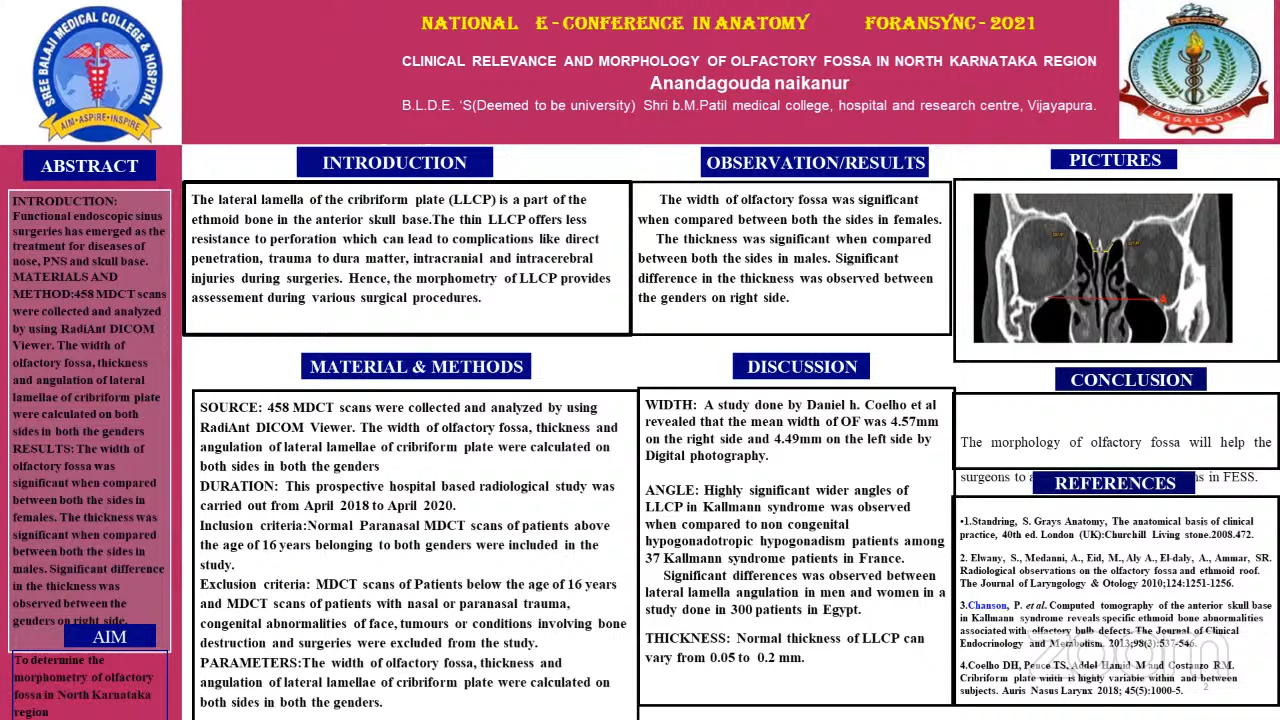 SREE BALAJI MEDICAL COLLEGE & HOSPITAL
AIM - ASPIRE - INSPIRE
NATIONAL E - CONFERENCE IN ANATOMY FORANSYNC - 2021
CLINICAL RELEVANCE AND MORPHOLOGY OF OLFACTORY FOSSA IN NORTH KARNATAKA REGION
Anandagouda naikanur
B.L.D.E. ‘S(Deemed to be university) Shri b.M.Patil medical college, hospital and research centre, Vijayapura.
BAGALKOT
ABSTRACT
INTRODUCTION:
Functional endoscopic sinus
surgeries has emerged as the
treatment for diseases of
nose, PNS and skull base.
MATERIALS AND
METHOD:458 MDCT scans
were collected and analyzed
by using RadiAnt DICOM
Viewer. The width of
olfactory fossa, thickness
and angulation of lateral
lamellae of cribriform plate
were calculated on both
sides in both the genders
RESULTS: The width of
olfactory fossa was
significant when compared
between both the sides in
females. The thickness was
significant when compared
between both the sides in
males. Significant difference
in the thickness was
observed between the
genders on right side.
AIM
To determine the
morphometry of olfactory
fossa in North Karnataka
region
INTRODUCTION
The lateral lamella of the cribriform plate (LLCP) is a part of the
ethmoid bone in the anterior skull base.The thin LLCP offers less
resistance to perforation which can lead to complications like direct
penetration, trauma to dura matter, intracranial and intracerebral
injuries during surgeries. Hence, the morphometry of LLCP provides
assessement during various surgical procedures.
MATERIAL & METHODS
SOURCE: 458 MDCT scans were collected and analyzed by using
RadiAnt DICOM Viewer. The width of olfactory fossa, thickness and
angulation of lateral lamellae of cribriform plate were calculated on
both sides in both the genders
DURATION: This prospective hospital based radiological study was
carried out from April 2018 to April 2020.
Inclusion criteria:Normal Paranasal MDCT scans of patients above
the age of 16 years belonging to both genders were included in the
study.
Exclusion criteria: MDCT scans of Patients below the age of 16 years
and MDCT scans of patients with nasal or paranasal trauma,
congenital abnormalities of face, tumours or conditions involving bone
destruction and surgeries were excluded from the study.
PARAMETERS:The width of olfactory fossa, thickness and
angulation of lateral lamellae of cribriform plate were calculated on
both sides in both the genders.
OBSERVATION/RESULTS
The width of olfactory fossa was significant
when compared between both the sides in females.
The thickness was significant when compared
between both the sides in males. Significant
difference in the thickness was observed between
the genders on right side.
DISCUSSION
WIDTH: A study done by Daniel h. Coelho et al
revealed that the mean width of OF was 4.57mm
on the right side and 4.49mm on the left side by
Digital photography.
ANGLE: Highly significant wider angles of
LLCP in Kallmann syndrome was observed
when compared to non congenital
hypogonadotropic hypogonadism patients among
37 Kallmann syndrome patients in France.
Significant differences was observed between
lateral lamella angulation in men and women in a
study done in 300 patients in Egypt.
THICKNESS: Normal thickness of LLCP can
vary from 0.05 to 0.2 mm.
PICTURES
A
CONCLUSION
The morphology of olfactory fossa will help the
surgeons to in FESS.
REFERENCES
•1.Standring, S. Grays Anatomy, The anatomical basis of clinical
practice, 40th ed. London (UK):Churchill Living stone.2008.472.
2. Elwany, S., Medanni, A., Eid, M., Aly A., El-daly, A., Ammar, SR.
Radiological observations on the olfactory fossa and ethmoid roof.
The Journal of Laryngology & Otology 2010;124:1251-1256.
3.Chanson, P. et al. Computed tomography of the anterior skull base
in Kallmann syndrome reveals specific ethmoid bone abnormalities
associated with olfactory bulb defects. The Journal of Clinical
Endocrinology and Metabolism. 2013;98(3):537-546.
4.Coelho DH, Pence TS, Addel Hamid M and Costanzo RM.
Cribriform plate width is highly variable within and between
subjects. Auris Nasus Larynx 2018; 45(5):1000-5.
2
zoom